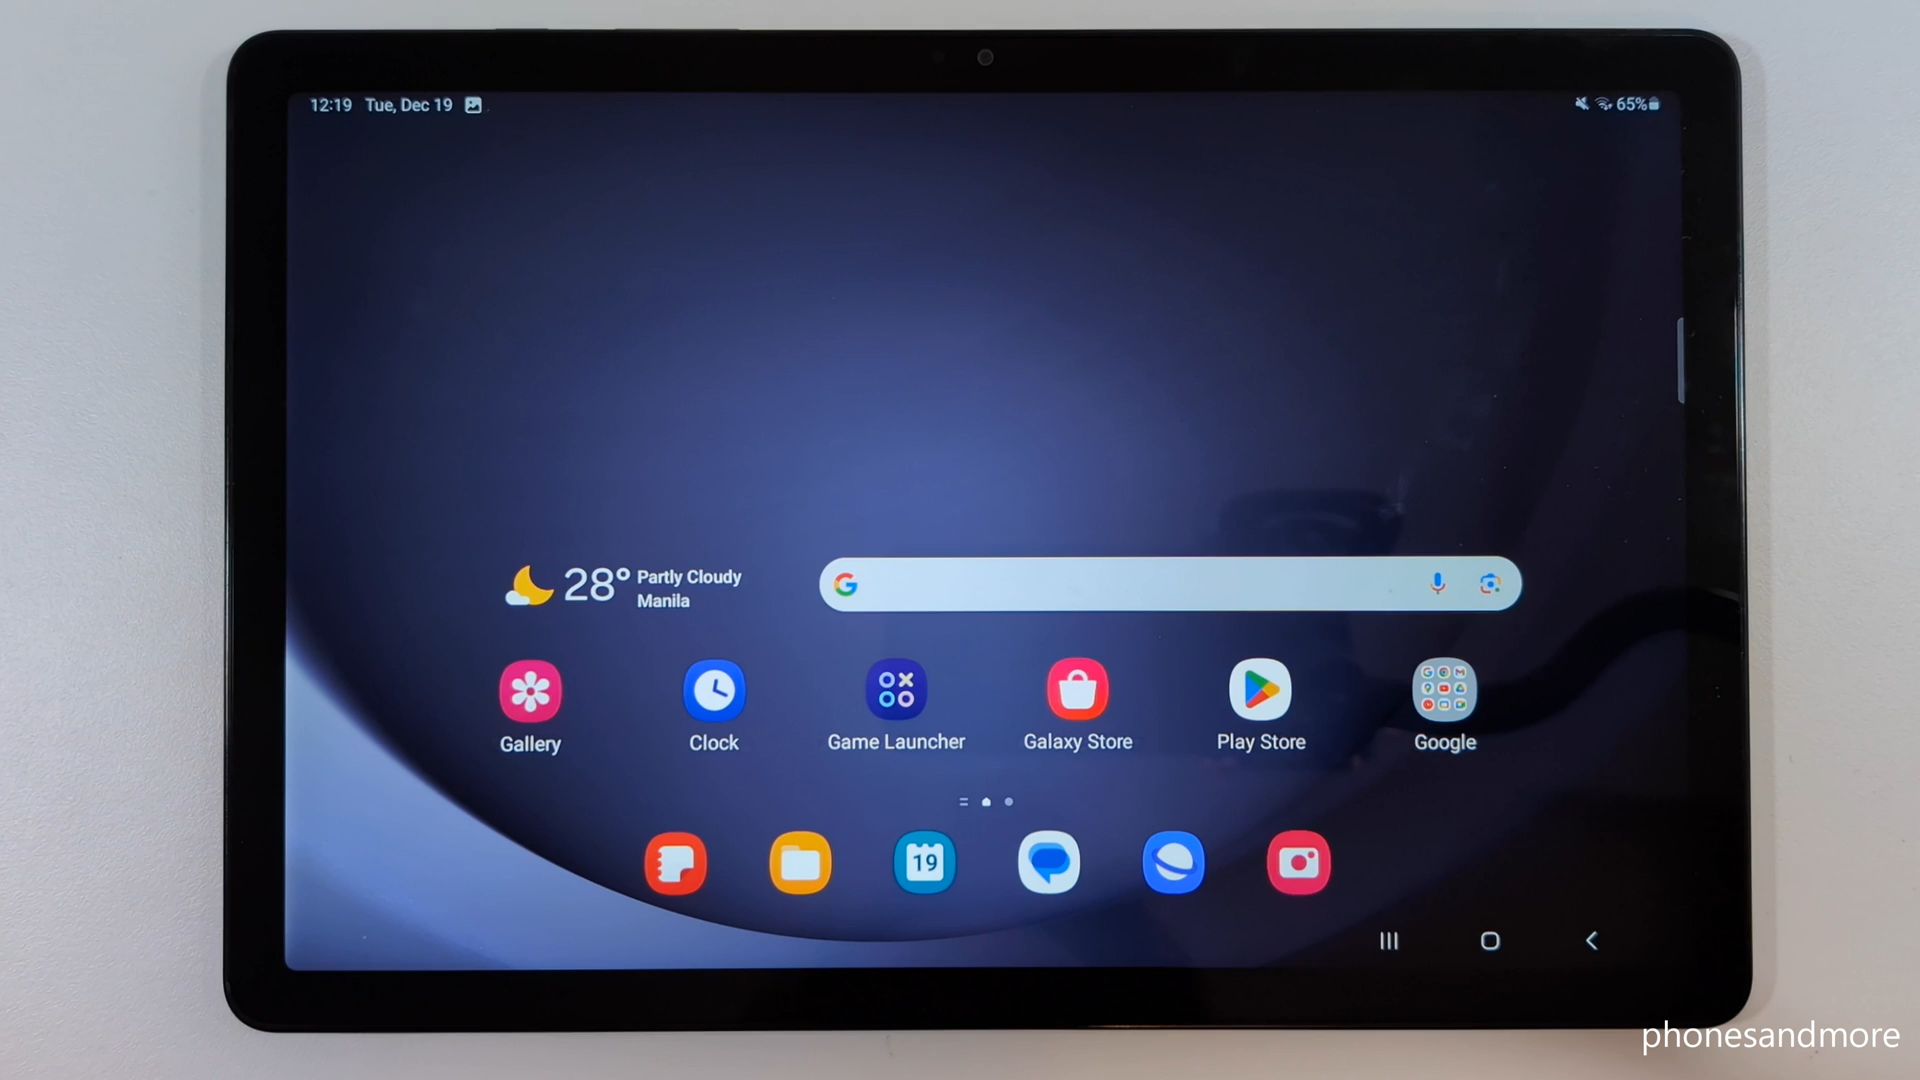 12:19 Tue, Dec 19
65%
28° Partly Cloudy
Manila
G
Gallery
Clock
Game Launcher
Galaxy Store
Play Store
Google
19
phonesandmore